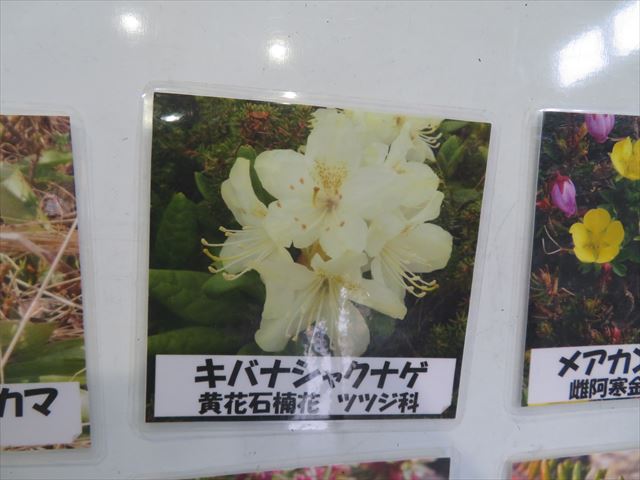 カマ
キバナシャクナゲ
黄花石楠花 ツツジ科
メアカン
雌阿寒金